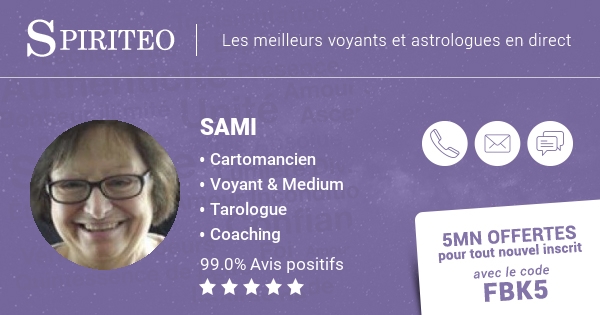 SPIRITEO
Les meilleurs voyants et astrologues en direct
SAMI
• Cartomancien
• Voyant & Medium
• Tarologue
• Coaching
99.0% Avis positifs
5MN OFFERTES
pour tout nouvel inscrit
avec le code
FBK5